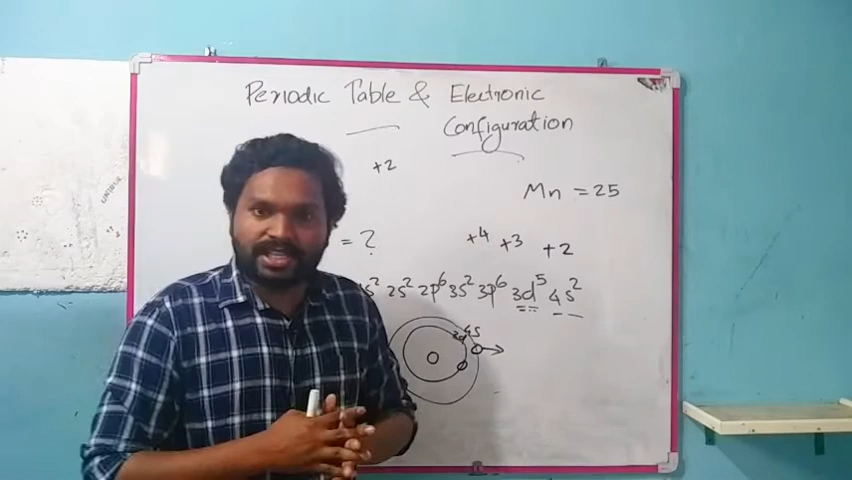 Periodic Table & Electronic
Configuration
+2
Mn = 25
= ?
+4 +3 +2
s² 2s² 2p⁶ 3s² 3p⁶ 3d⁵ 4s²
4s